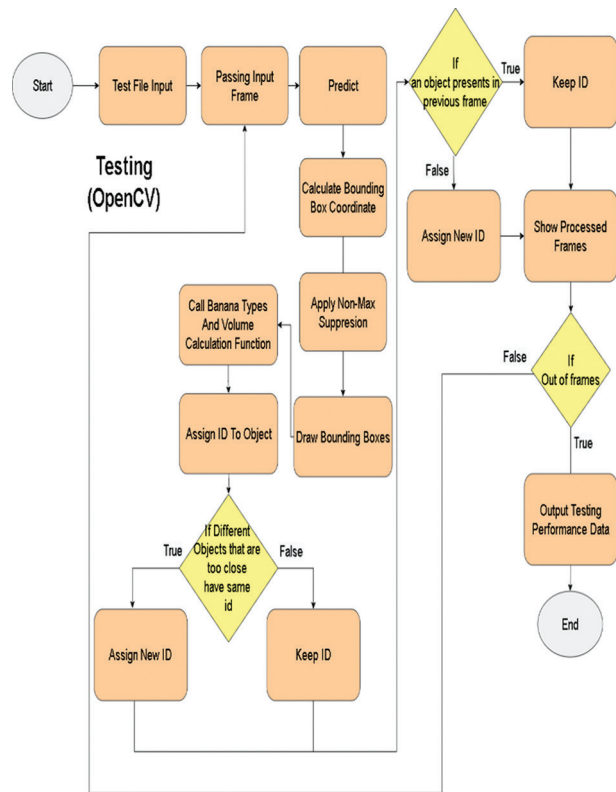 Start
Test File Input
Passing Input
Frame
Predict
Testing
(OpenCV)
Calculate Bounding
Box Coordinate
Apply Non-Max
Suppresion
Draw Bounding Boxes
Call Banana Types
And Volume
Calculation Function
Assign ID To Object
If Different
Objects that are
too close
have same
id
True
False
Assign New ID
Keep ID
If
an object presents in
previous frame
True
Keep ID
False
Assign New ID
Show Processed
Frames
If
Out of frames
False
True
Output Testing
Performance Data
End